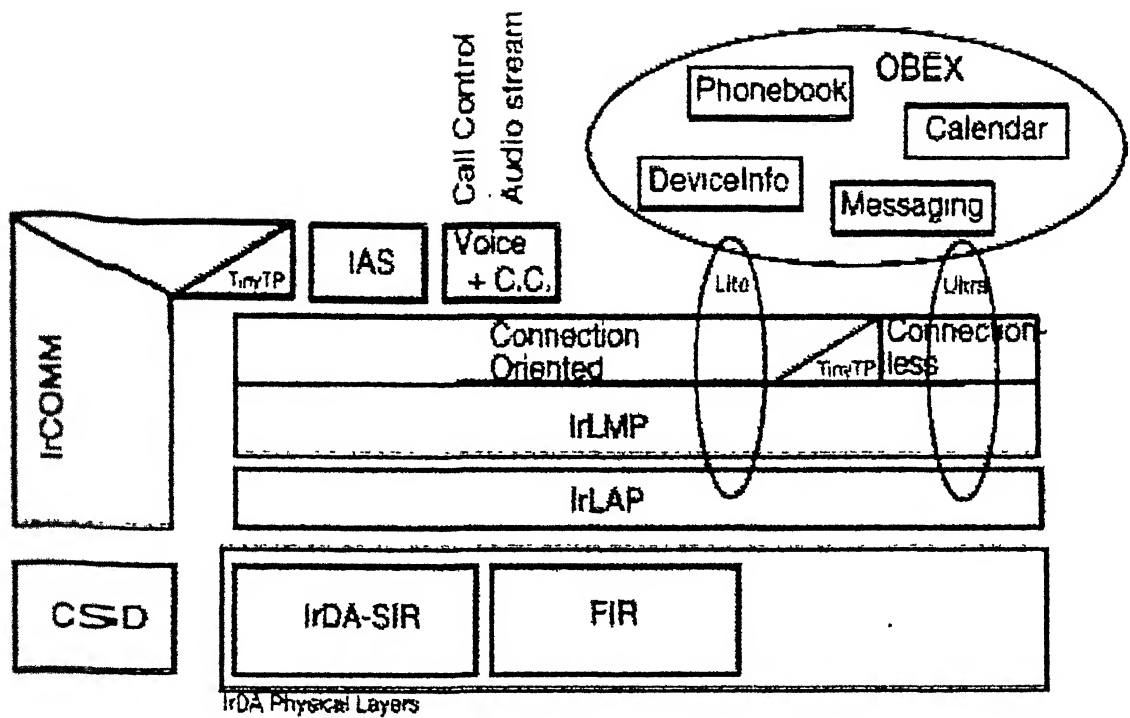 Call Control
Audio stream
OBEX
Phonebook
Calendar
DeviceInfo
Messaging
TinyTP
IAS
Voice
+ C.C.
Lite
Ultra
IrCOMM
Connection
Oriented
TinyTP
Connection-
less
IrLMP
IrLAP
CSD
IrDA-SIR
FIR
IrDA Physical Layers